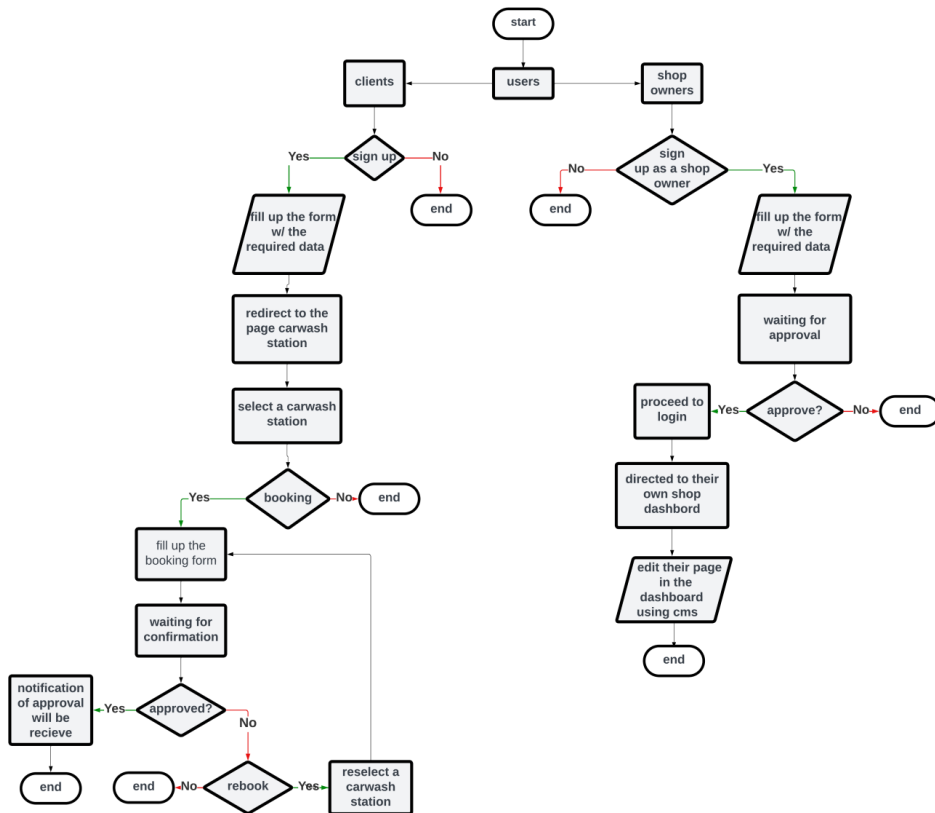 start
clients
users
shop
owners
sign up
Yes
No
end
sign
up as a shop
owner
No
Yes
end
fill up the form
w/ the
required data
fill up the form
w/ the
required data
redirect to the
page carwash
station
waiting for
approval
select a carwash
station
proceed to
login
Yes
approve?
No
end
booking
Yes
No
end
directed to their
own shop
dashbord
fill up the
booking form
edit their page
in the
dashboard
using cms
waiting for
confirmation
end
notification
of approval
will be
recieve
Yes
approved?
No
end
end
No
rebook
Yes
reselect a
carwash
station